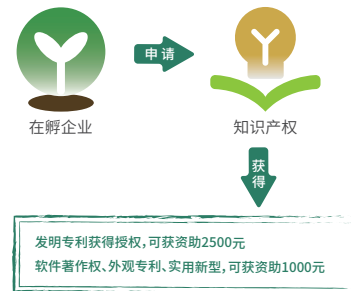 申请
在孵企业
知识产权
获得
发明专利获得授权，可获资助2500元
软件著作权、外观专利、实用新型，可获资助1000元